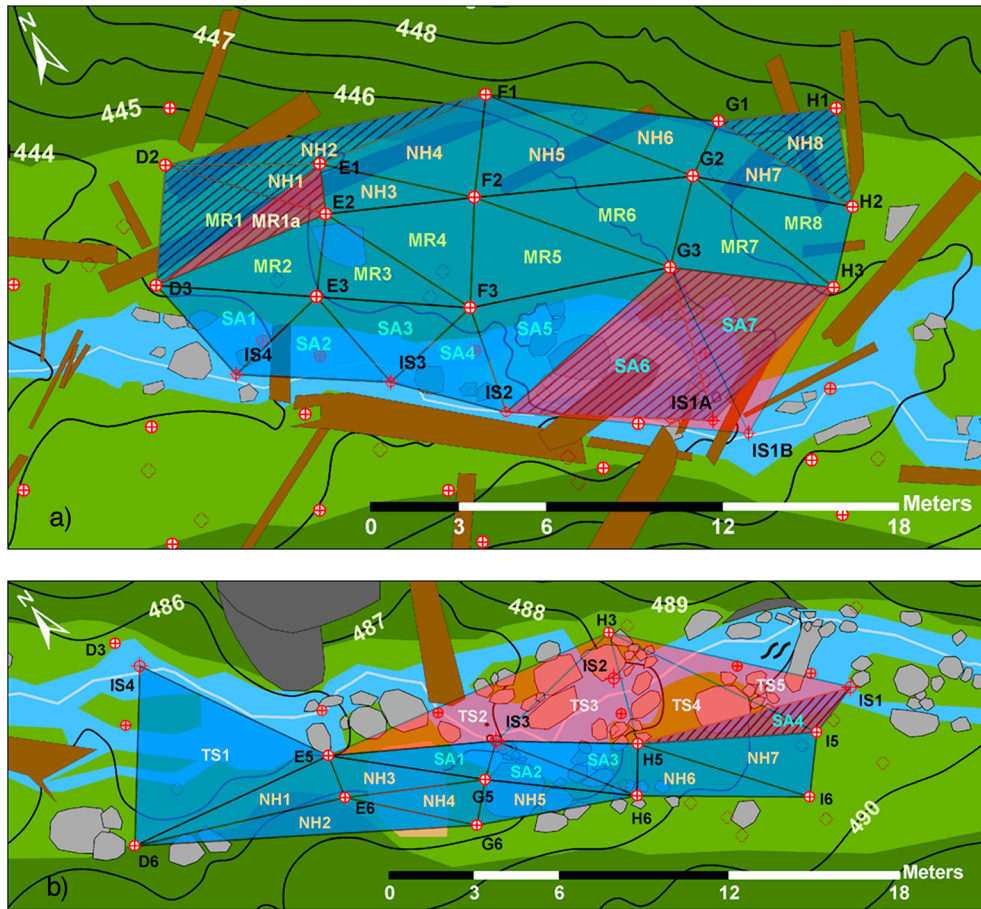 N
448
447
446
445
444
F1
G1
H1
D2
NH2
E1
NH4
NH5
NH6
NH8
NH1
NH3
G2
NH7
MR1
MR1a
E2
F2
H2
MR6
MR4
MR7
MR8
MR2
MR3
MR5
G3
D3
E3
F3
H3
SA1
SA2
SA3
SA4
SA5
SA6
SA7
IS4
IS3
IS2
IS1A
IS1B
a)
0 3 6 12 18 Meters
N
486
487
488
489
490
D3
H3
IS4
IS2
TS5
IS1
TS1
TS2
IS3
TS3
TS4
SA4
E5
SA1
SA2
SA3
H5
I5
NH1
NH3
G5
NH6
NH7
NH2
E6
NH4
NH5
H6
I6
D6
G6
b)
0 3 6 12 18 Meters